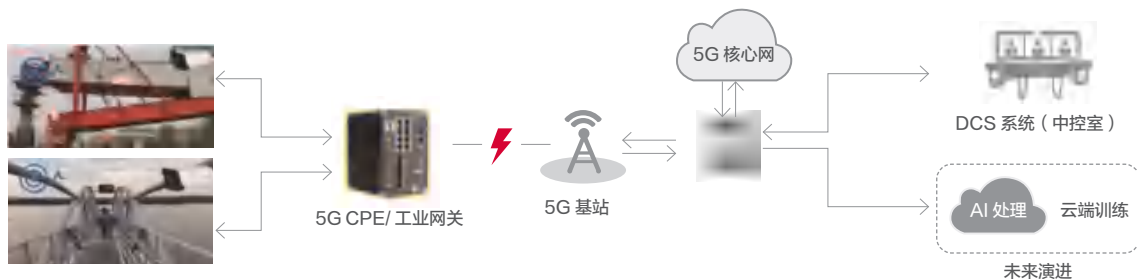 5G 核心网
DCS 系统（中控室）
5G CPE/ 工业网关
5G 基站
AI 处理
云端训练
未来演进